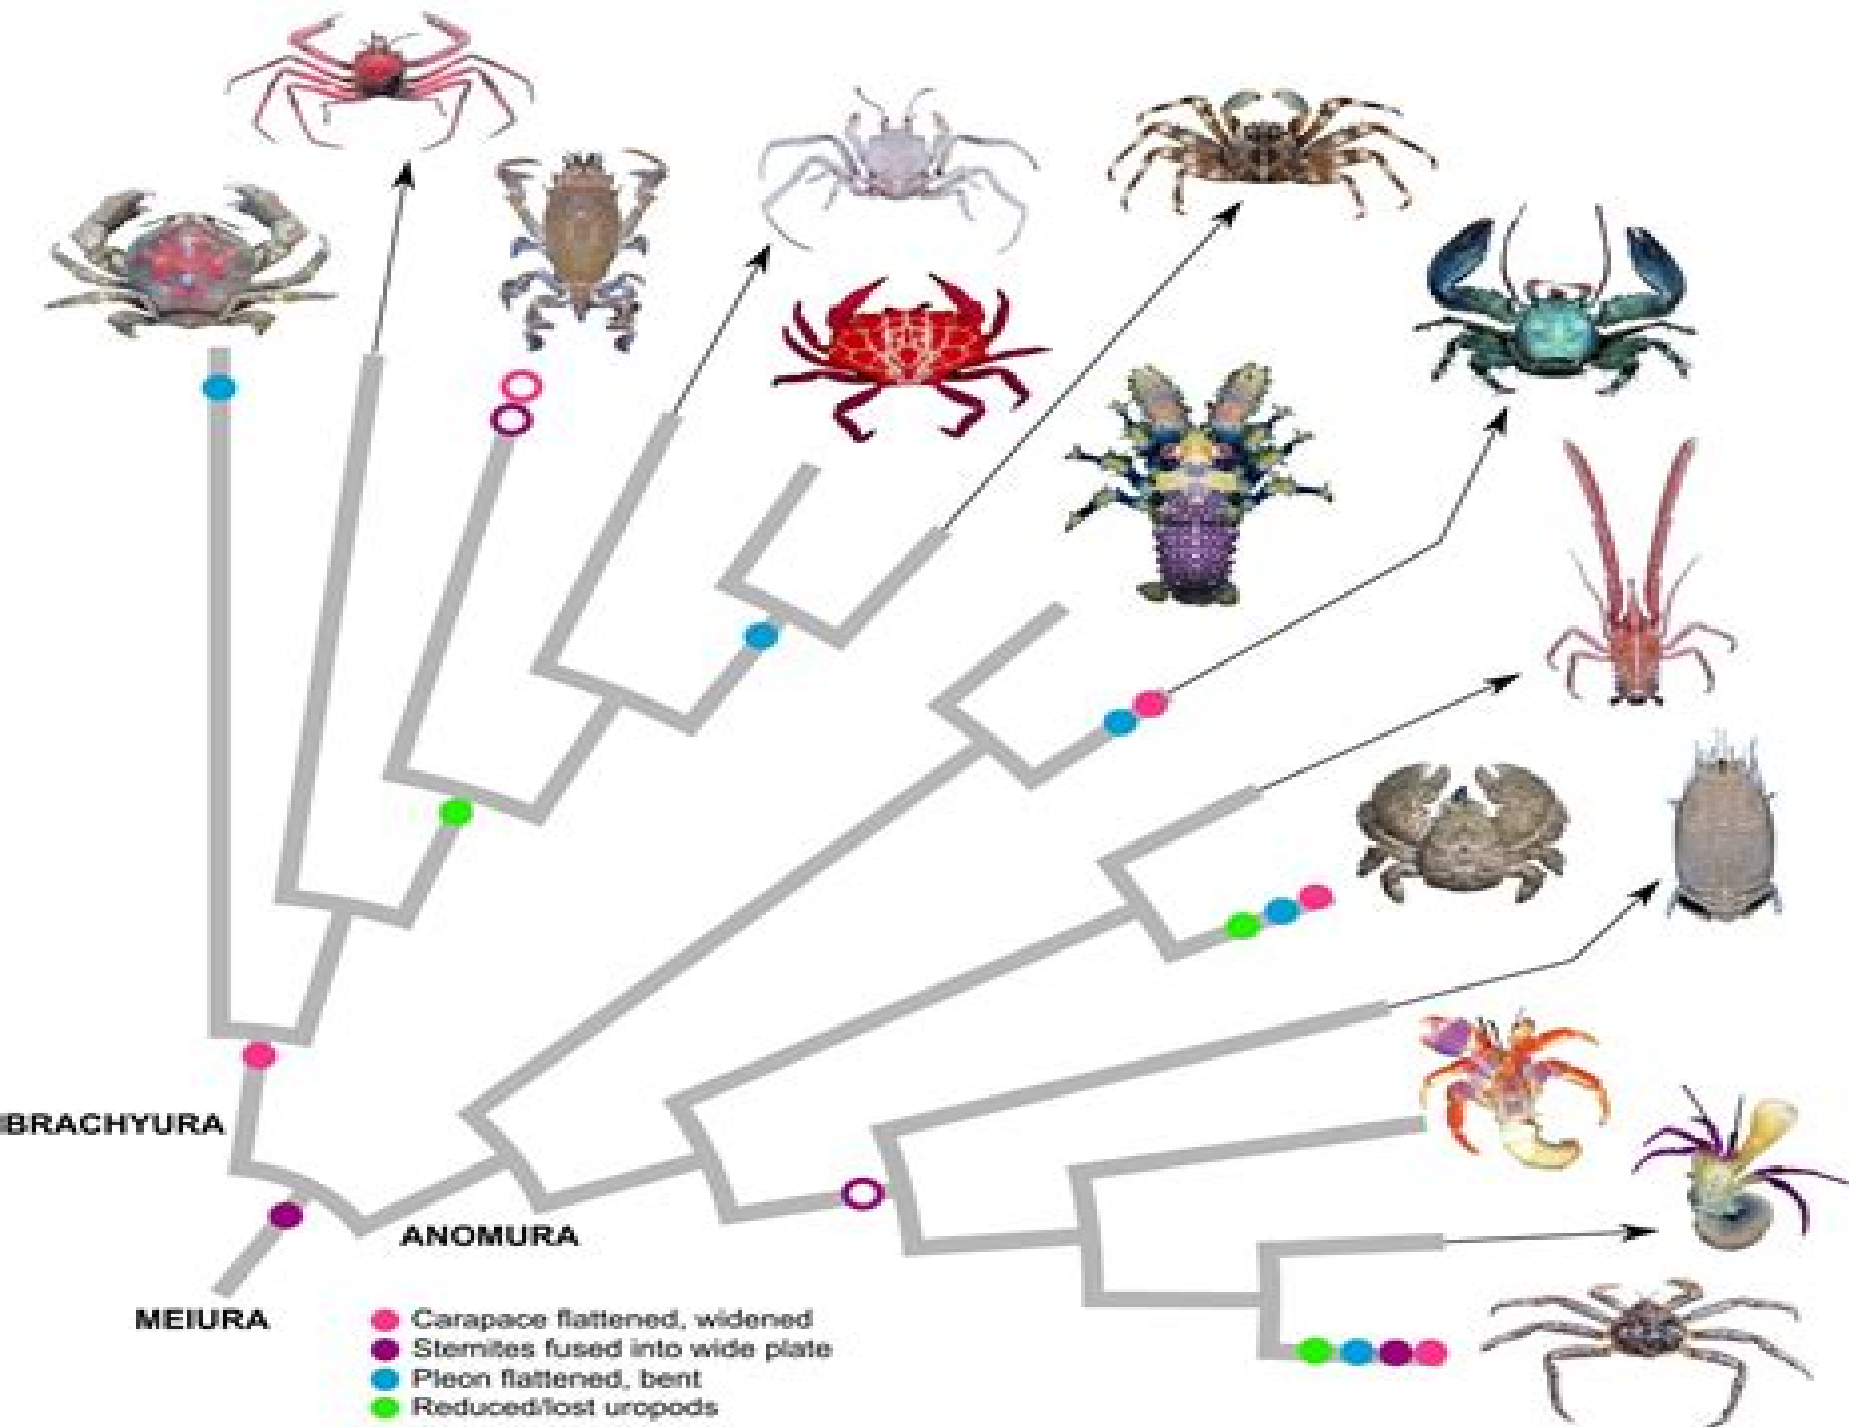 BRACHYURA
ANOMURA
MEIURA
Carapace flattened, widened
Sternites fused into wide plate
Pleon flattened, bent
Reduced/lost uropods